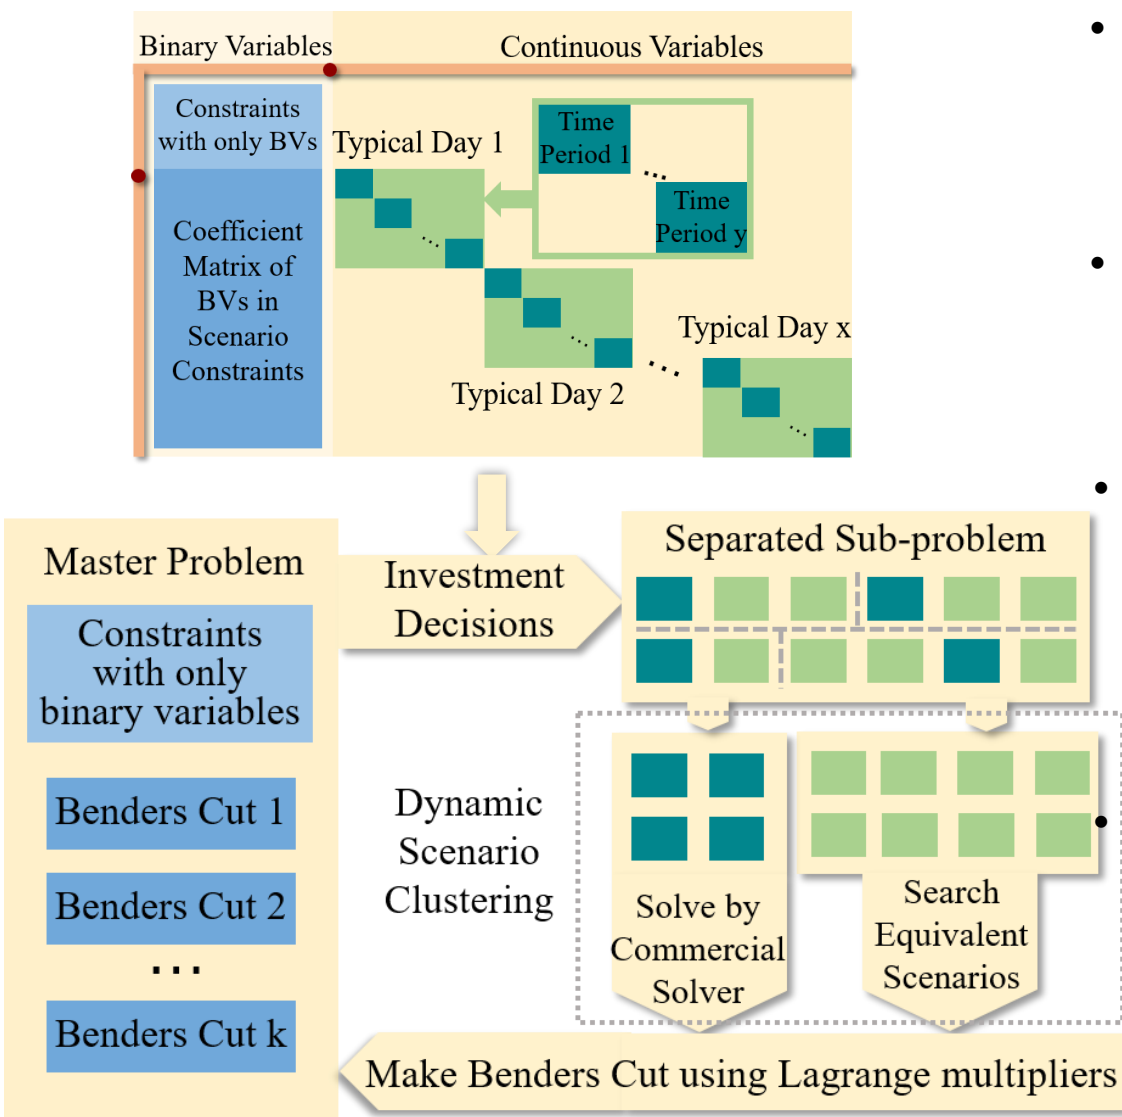 Binary Variables
Continuous Variables
Constraints
with only BVs
Typical Day 1
Time
Period 1
Time
Period y
Coefficient
Matrix of
BVs in
Scenario
Constraints
Typical Day x
Typical Day 2
Master Problem
Constraints
with only
binary variables
Benders Cut 1
Benders Cut 2
...
Benders Cut k
Investment
Decisions
Separated Sub-problem
Dynamic
Scenario
Clustering
Solve by
Commercial
Solver
Search
Equivalent
Scenarios
Make Benders Cut using Lagrange multipliers